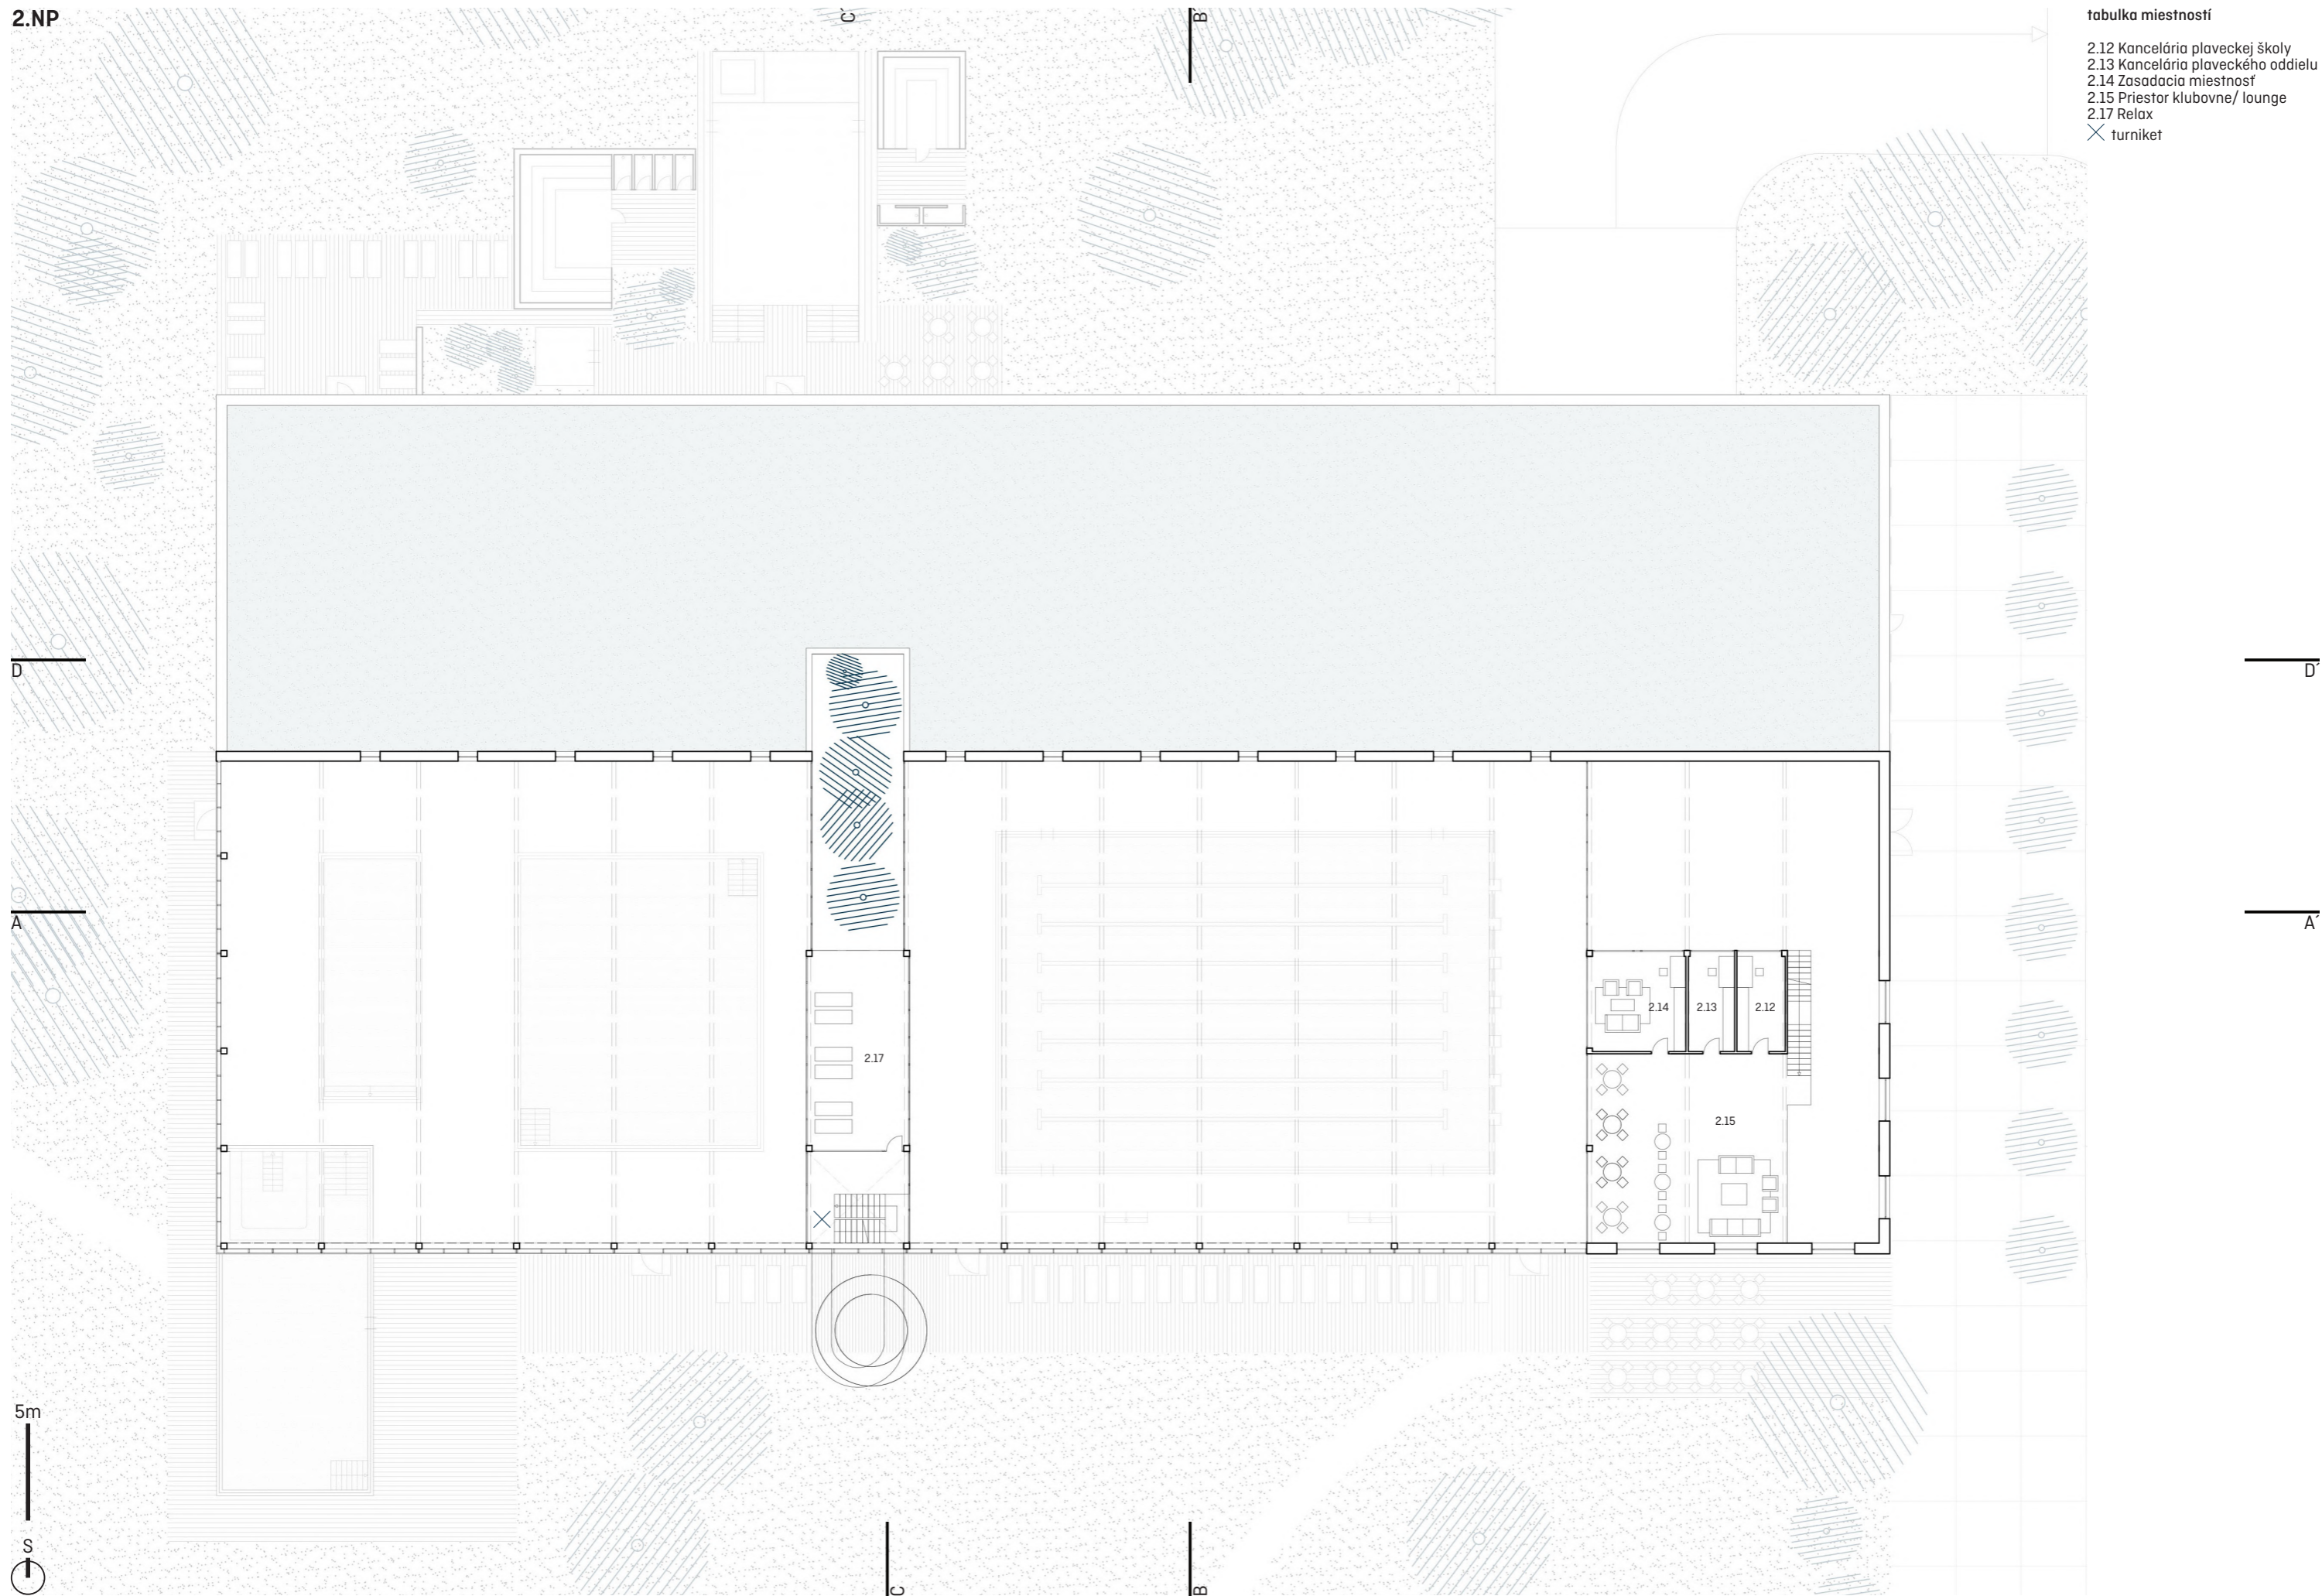 2.NP
C´
B´
tabulka miestností
2.12 Kancelária plaveckej školy
2.13 Kancelária plaveckého oddielu
2.14 Zasadacia miestnosť
2.15 Priestor klubovne/ lounge
2.17 Relax
turniket
D
D´
A
A´
2.14
2.13
2.12
2.17
2.15
5m
S
C
B